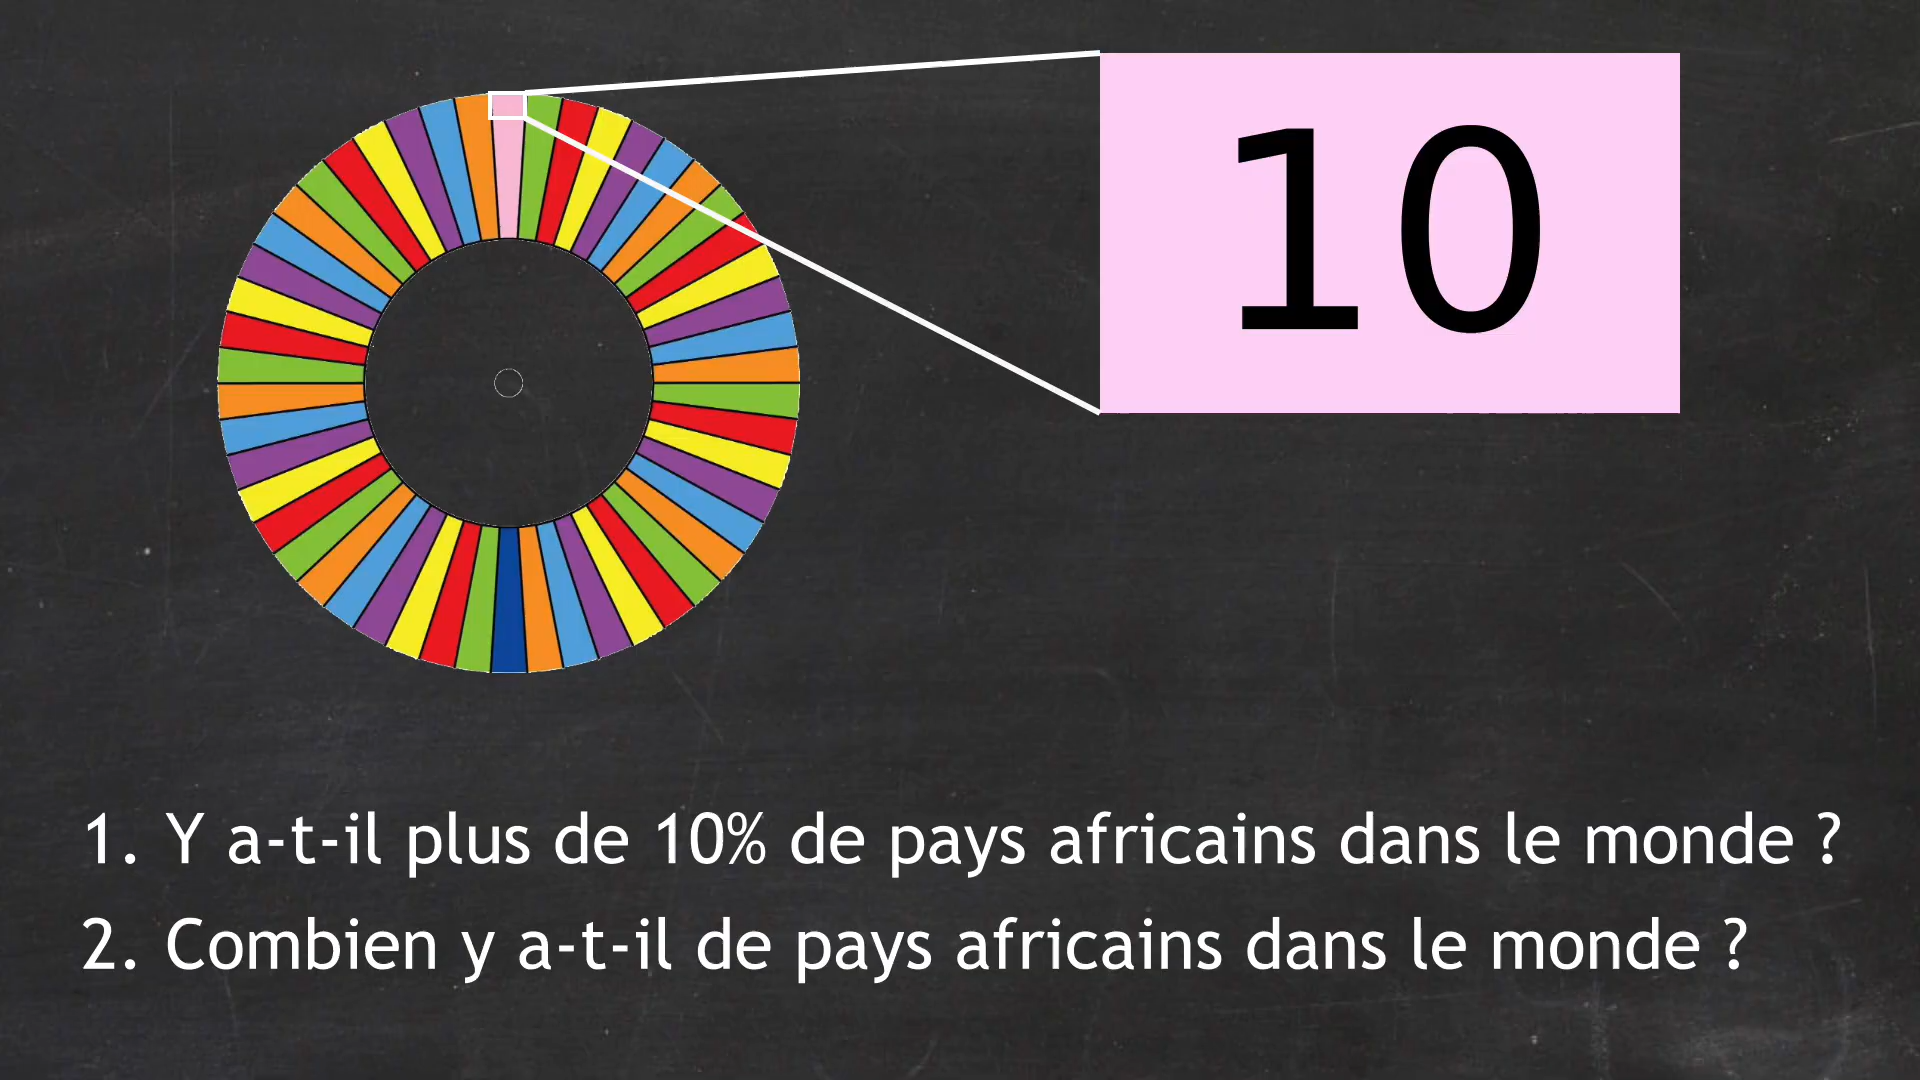 10
1. Y a-t-il plus de 10% de pays africains dans le monde ?
2. Combien y a-t-il de pays africains dans le monde ?